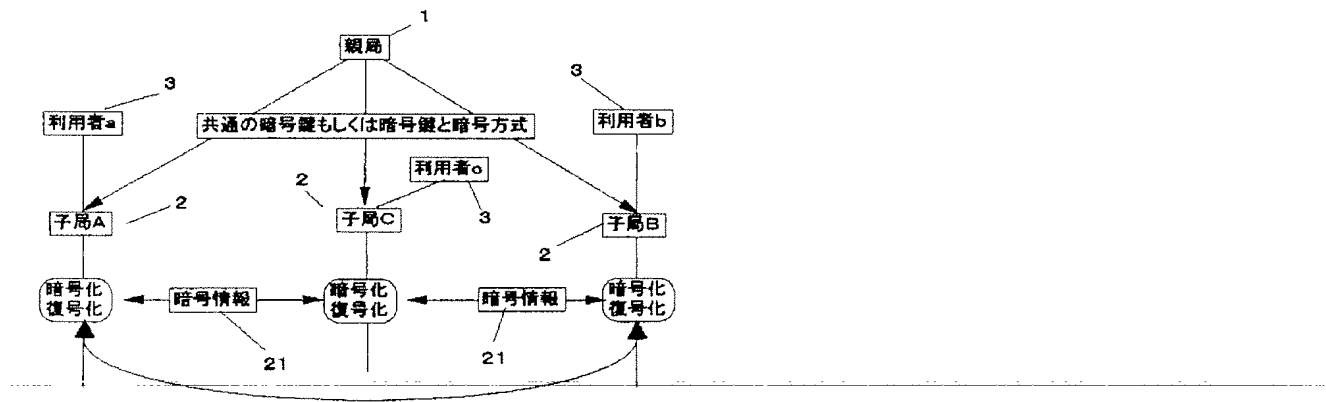 1
親局
3
3
利用者a
共通の暗号鍵もしくは暗号鍵と暗号方式
利用者b
利用者c
2
2
3
子局A
子局C
子局B
2
暗号化
復号化
暗号情報
暗号化
復号化
暗号情報
暗号化
復号化
21
21